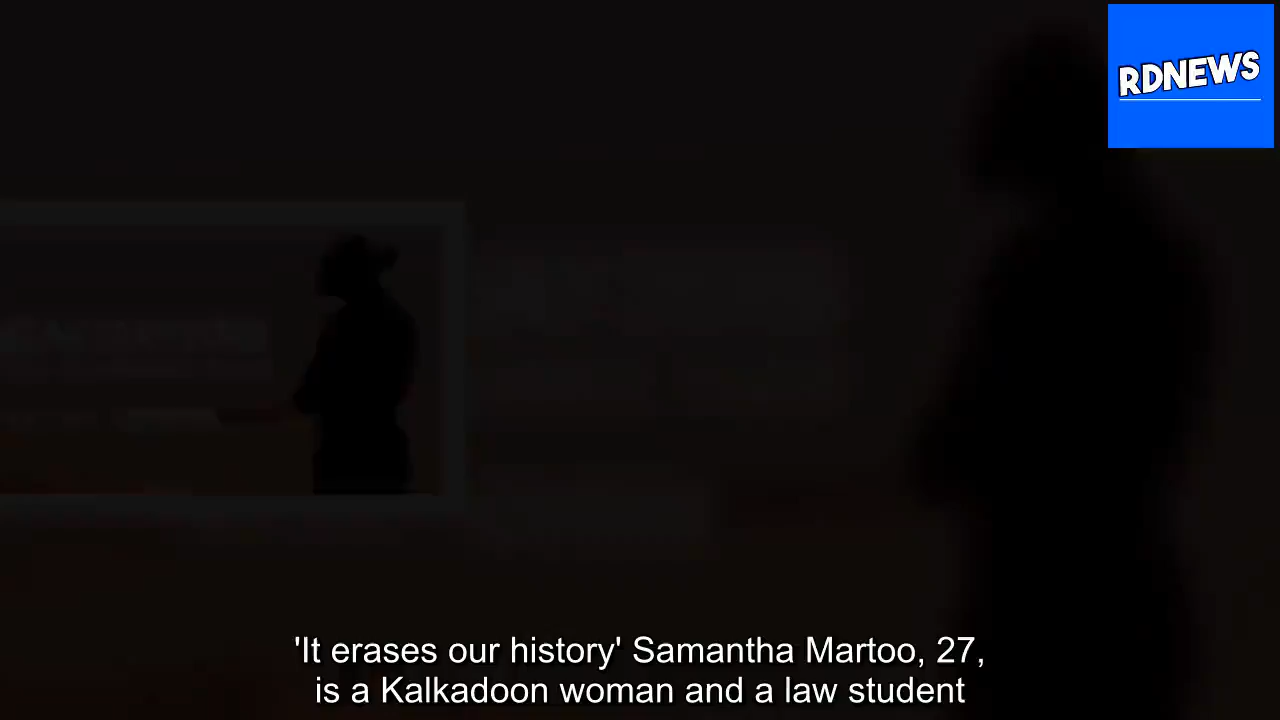 RDNEWS
'It erases our history' Samantha Martoo, 27,
is a Kalkadoon woman and a law student